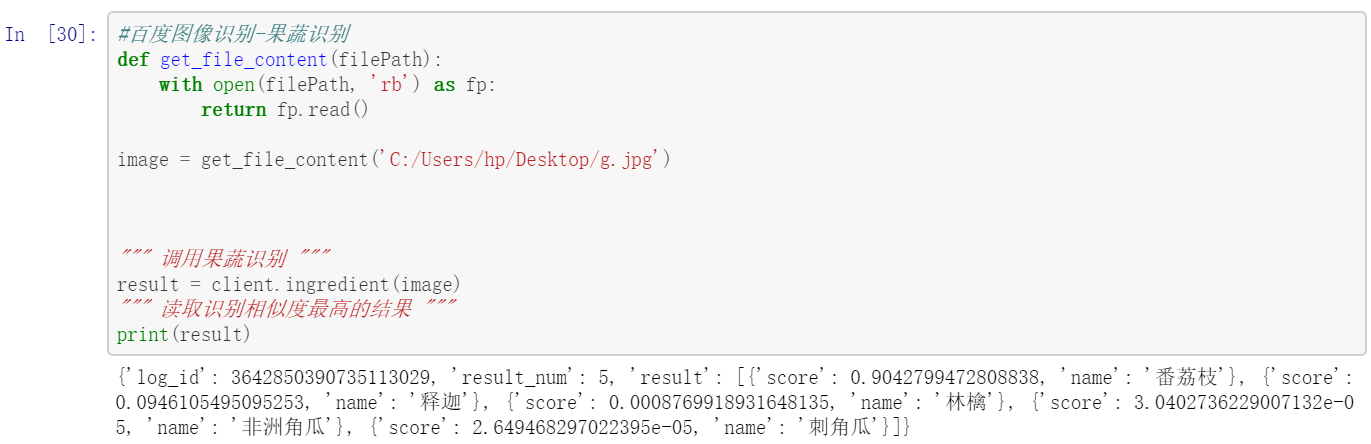 In [30]: #百度图像识别-果蔬识别
def get_file_content(filePath):
    with open(filePath, 'rb') as fp:
        return fp.read()
image = get_file_content('C:/Users/hp/Desktop/g.jpg')
""" 调用果蔬识别 """
result = client.ingredient(image)
""" 读取识别相似度最高的结果 """
print(result)
{'log_id': 3642850390735113029, 'result_num': 5, 'result': [{'score': 0.9042799472808838, 'name': '番荔枝'}, {'score':
0.0946105495095253, 'name': '释迦'}, {'score': 0.0008769918931648135, 'name': '林檎'}, {'score': 3.0402736229007132e-0
5, 'name': '非洲角瓜'}, {'score': 2.649468297022395e-05, 'name': '刺角瓜'}]}